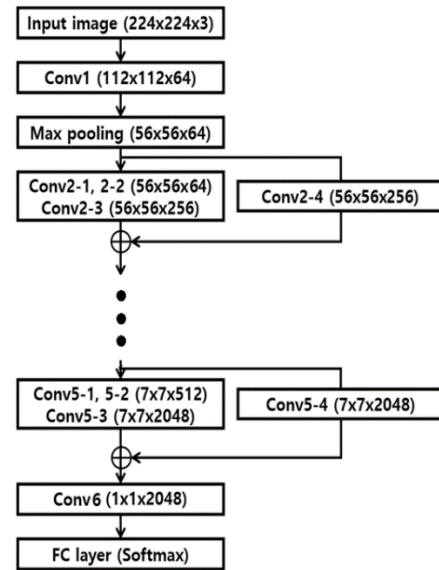 Input image (224x224x3)
Conv1 (112x112x64)
Max pooling (56x56x64)
Conv2-1, 2-2 (56x56x64)
Conv2-3 (56x56x256)
Conv2-4 (56x56x256)
Conv5-1, 5-2 (7x7x512)
Conv5-3 (7x7x2048)
Conv5-4 (7x7x2048)
Conv6 (1x1x2048)
FC layer (Softmax)